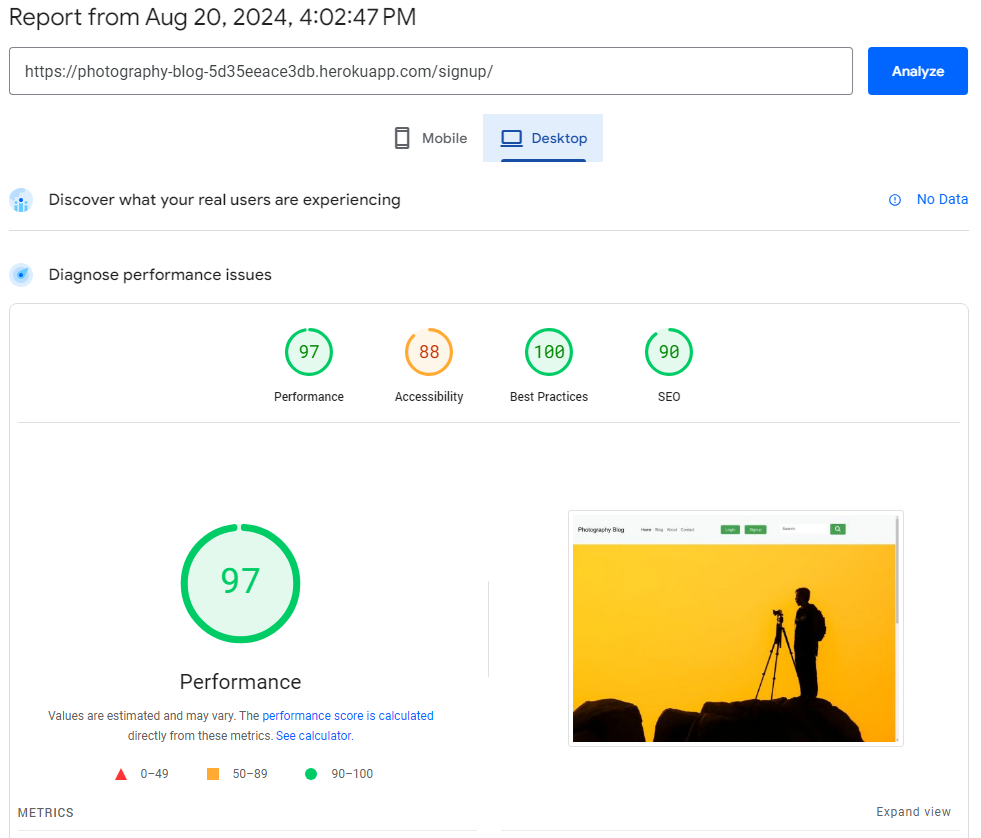 Report from Aug 20, 2024, 4:02:47 PM
https://photography-blog-5d35eeace3db.herokuapp.com/signup/
Analyze
Mobile
Desktop
Discover what your real users are experiencing
No Data
Diagnose performance issues
97
88
100
90
Performance
Accessibility
Best Practices
SEO
97
Performance
Values are estimated and may vary. The performance score is calculated
directly from these metrics. See calculator.
0–49
50–89
90–100
Photography Blog
Home Blog About Contact
Login
Signup
Search
METRICS
Expand view